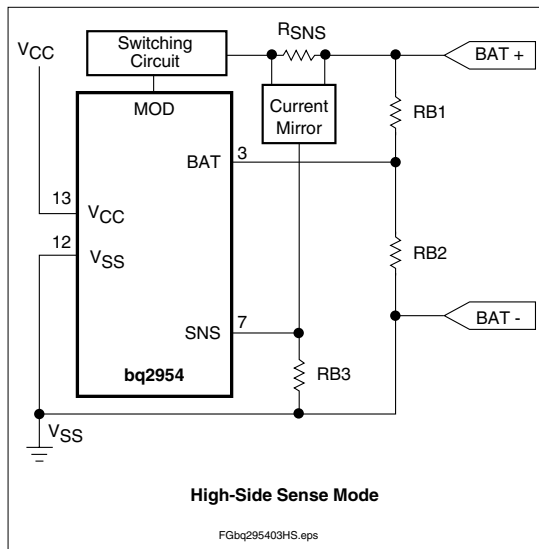 VCC
Switching
Circuit
RSNS
BAT +
MOD
Current
Mirror
RB1
BAT
3
13
VCC
12
VSS
RB2
SNS
7
BAT -
bq2954
RB3
VSS
High-Side Sense Mode
FGbq295403HS.eps